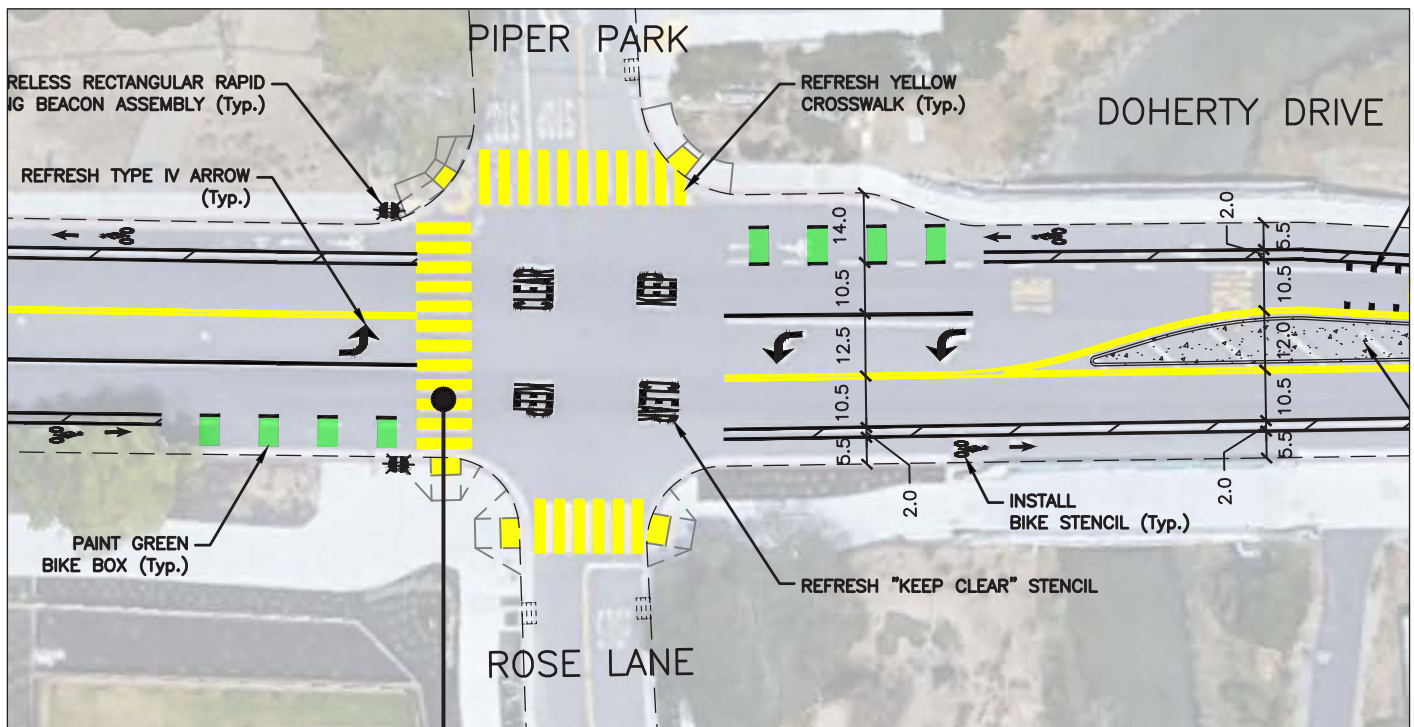 PIPER PARK
RELESS RECTANGULAR RAPID
NG BEACON ASSEMBLY (Typ.)
REFRESH YELLOW
CROSSWALK (Typ.)
DOHERTY DRIVE
REFRESH TYPE IV ARROW
(Typ.)
STOP
STOP
14.0
2.0
5.5
CLEAR
KEEP
10.5
10.5
12.5
12.0
KEEP
CLEAR
10.5
10.5
5.5
5.5
2.0
2.0
INSTALL
BIKE STENCIL (Typ.)
PAINT GREEN
BIKE BOX (Typ.)
REFRESH "KEEP CLEAR" STENCIL
ROSE LANE